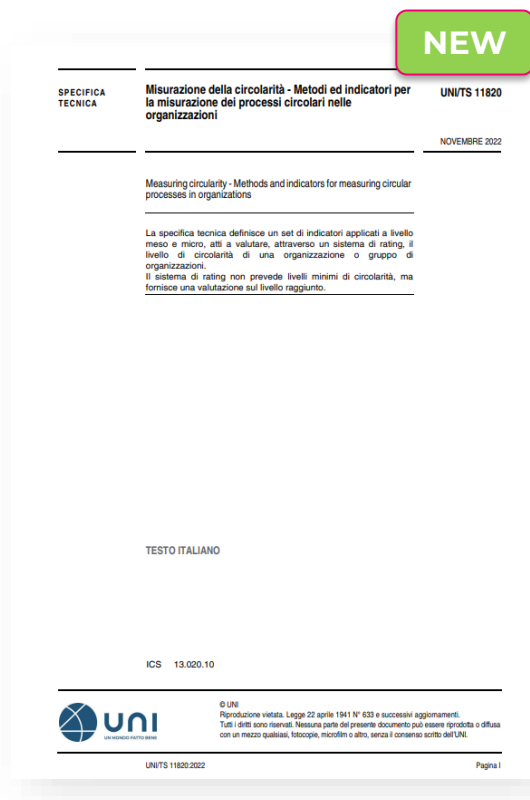 NEW
SPECIFICA
TECNICA
Misurazione della circolarità - Metodi ed indicatori per
la misurazione dei processi circolari nelle
organizzazioni
UNI/TS 11820
NOVEMBRE 2022
Measuring circularity - Methods and indicators for measuring circular
processes in organizations
La specifica tecnica definisce un set di indicatori applicati a livello
meso e micro, atti a valutare, attraverso un sistema di rating, il
livello di circolarità di una organizzazione o gruppo di
organizzazioni.
Il sistema di rating non prevede livelli minimi di circolarità, ma
fornisce una valutazione sul livello raggiunto.
TESTO ITALIANO
ICS 13.020.10
uni
UN MONDO FATTO BENE
© UNI
Riproduzione vietata. Legge 22 aprile 1941 N° 633 e successivi aggiornamenti.
Tutti i diritti sono riservati. Nessuna parte del presente documento può essere riprodotta o diffusa
con un mezzo qualsiasi, fotocopie, microfilm o altro, senza il consenso scritto dell'UNI.
UNI/TS 11820:2022
Pagina I